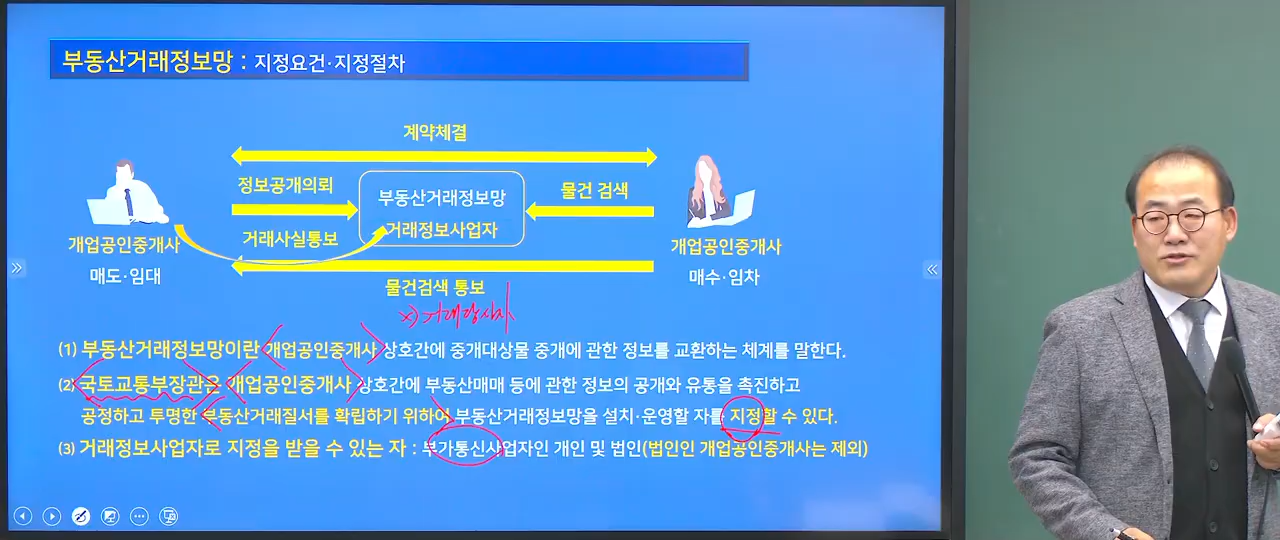 부동산거래정보망 : 지정요건·지정절차
계약체결
정보공개의뢰
물건 검색
부동산거래정보망
거래정보사업자
거래사실통보
개업공인중개사
매도·임대
개업공인중개사
매수·임차
물건검색 통보
x) 거래당사자
(1) 부동산거래정보망이란 개업공인중개사 상호간에 중개대상물 중개에 관한 정보를 교환하는 체계를 말한다.
(2) 국토교통부장관은 개업공인중개사 상호간에 부동산매매 등에 관한 정보의 공개와 유통을 촉진하고
공정하고 투명한 부동산거래질서를 확립하기 위하여 부동산거래정보망을 설치·운영할 자를 지정할 수 있다.
(3) 거래정보사업자로 지정을 받을 수 있는 자 : 부가통신사업자인 개인 및 법인(법인인 개업공인중개사는 제외)